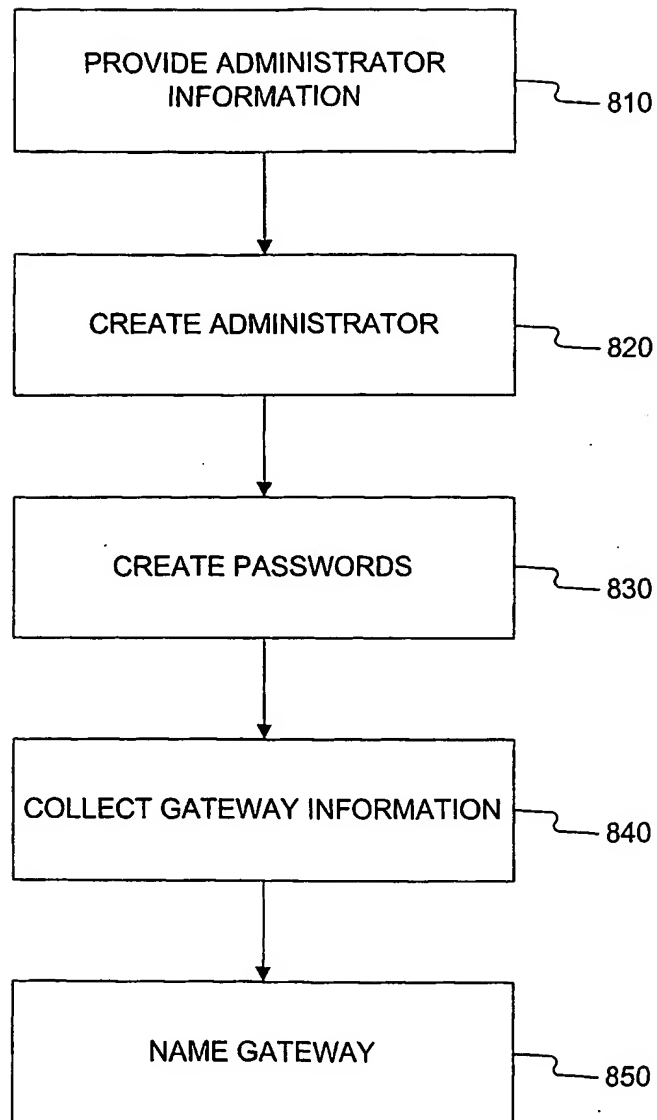 PROVIDE ADMINISTRATOR
INFORMATION
810
CREATE ADMINISTRATOR
820
CREATE PASSWORDS
830
COLLECT GATEWAY INFORMATION
840
NAME GATEWAY
850